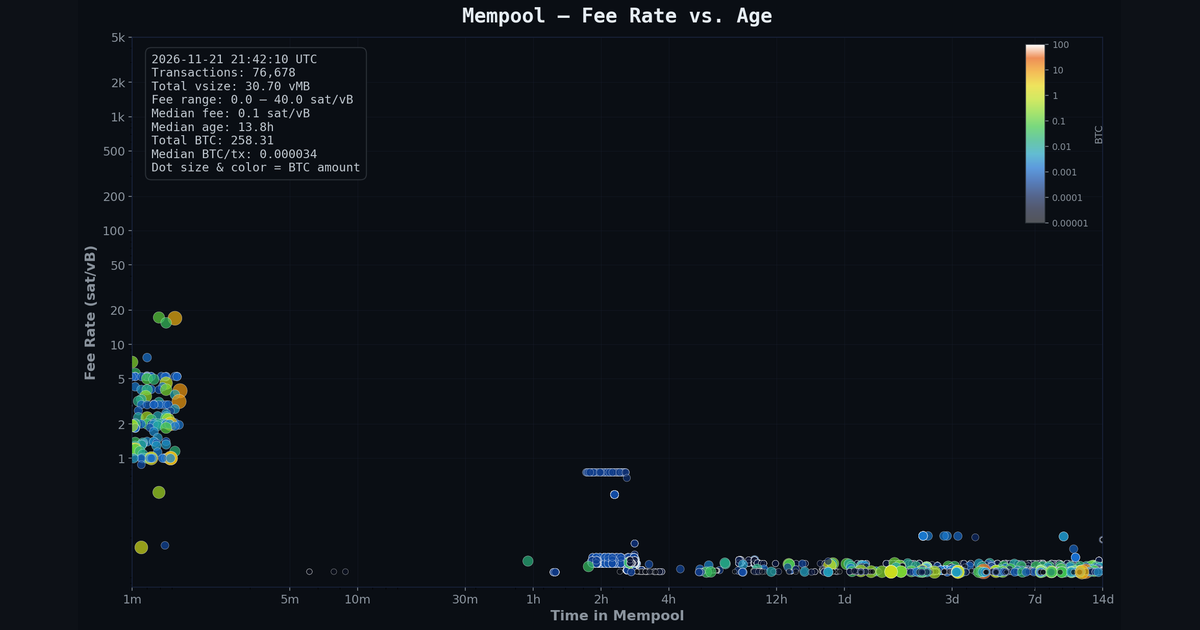 Mempool — Fee Rate vs. Age
2026-11-21 21:42:10 UTC
Transactions: 76,678
Total vsize: 30.70 vMB
Fee range: 0.0 – 40.0 sat/vB
Median fee: 0.1 sat/vB
Median age: 13.8h
Total BTC: 258.31
Median BTC/tx: 0.000034
Dot size & color = BTC amount
100
10
1
0.1
0.01
0.001
0.0001
0.00001
BTC
Fee Rate (sat/vB)
5k
2k
1k
500
200
100
50
20
10
5
2
1
1m
5m
10m
30m
1h
2h
4h
12h
1d
3d
7d
14d
Time in Mempool